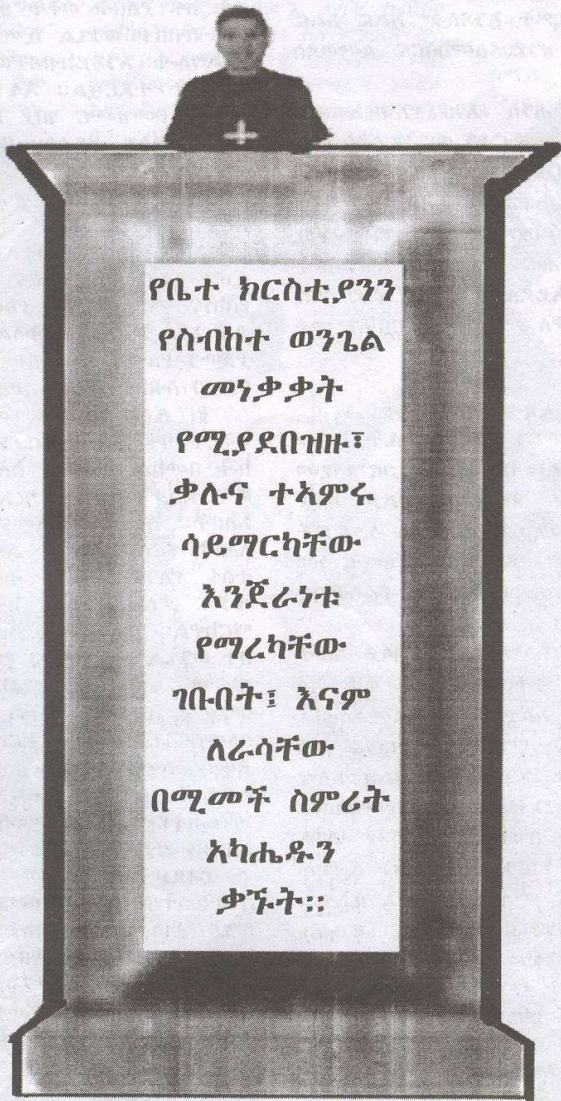 የቤተ ክርስቲያንን
የስብከተ ወንጌል
መነቃቃት
የሚያደበዝዙ፣
ቃሉና ተኣምሩ
ሳይማርካቸው
እንጀራነቱ
የማረካቸው
ገቡበት፤ እናም
ለራሳቸው
በሚመች ስምሪት
አካሔዱን
ቃኙት፡፡